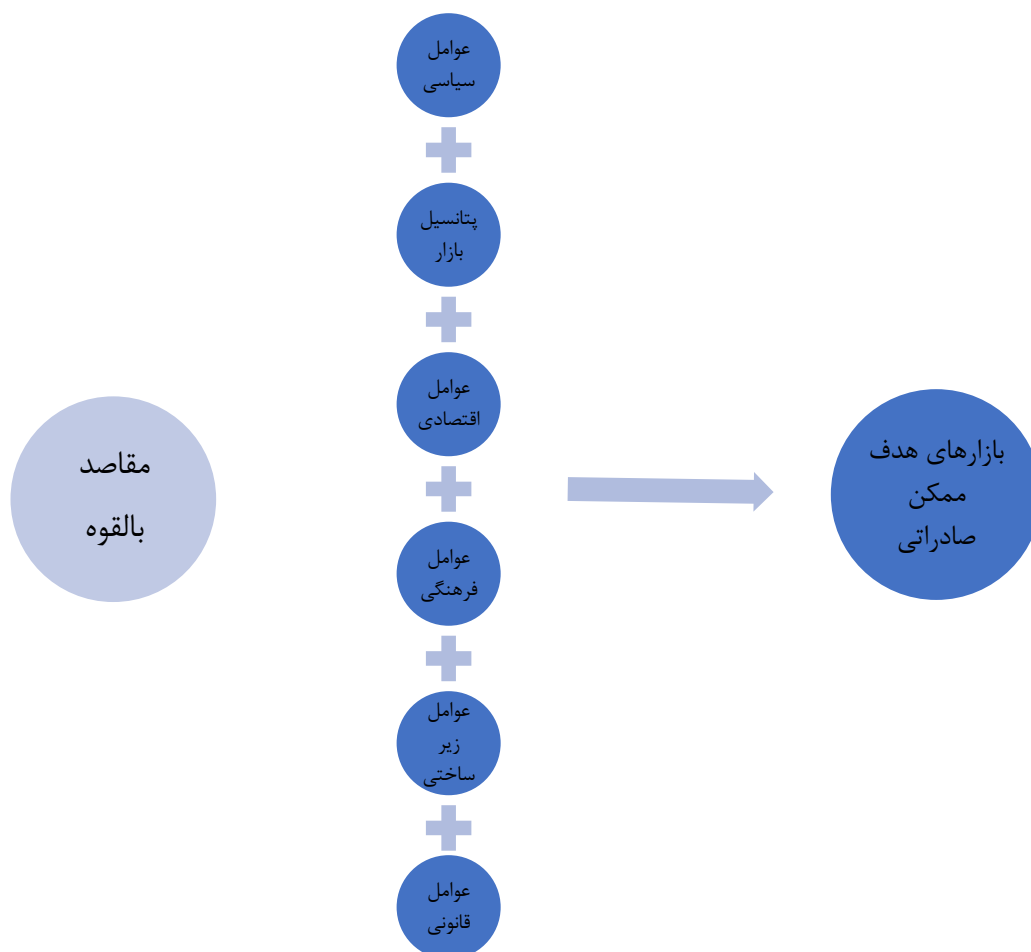 عوامل
سیاسی
پتانسیل
بازار
عوامل
اقتصادی
عوامل
فرهنگی
عوامل
زیر
ساختی
عوامل
قانونی
مقاصد
بالقوه
بازارهای هدف
ممکن
صادراتی